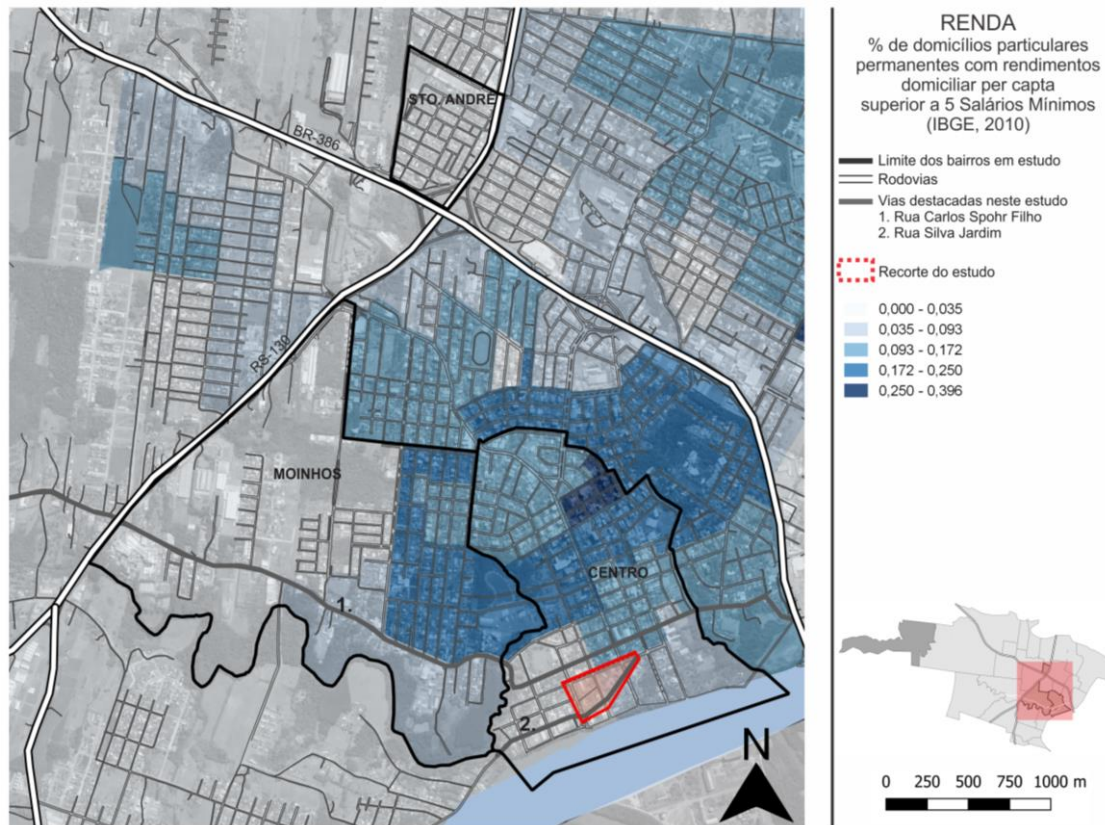 STO. ANDRÉ
BR-386
RS-130
MOINHOS
CENTRO
1.
2.
N
RENDA
% de domicílios particulares
permanentes com rendimentos
domiciliar per capta
superior a 5 Salários Mínimos
(IBGE, 2010)
Limite dos bairros em estudo
Rodovias
Vias destacadas neste estudo
1. Rua Carlos Spohr Filho
2. Rua Silva Jardim
Recorte do estudo
0,000 - 0,035
0,035 - 0,093
0,093 - 0,172
0,172 - 0,250
0,250 - 0,396
0 250 500 750 1000 m